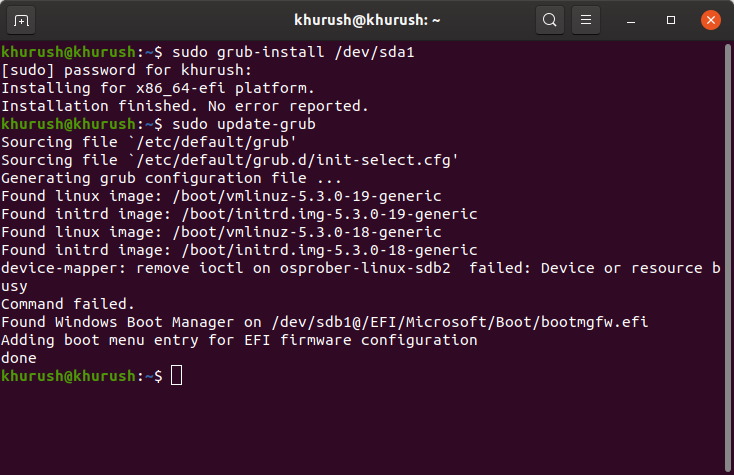 khurush@khurush: ~
khurush@khurush:~$ sudo grub-install /dev/sda1
[sudo] password for khurush:
Installing for x86_64-efi platform.
Installation finished. No error reported.
khurush@khurush:~$ sudo update-grub
Sourcing file `/etc/default/grub'
Sourcing file `/etc/default/grub.d/init-select.cfg'
Generating grub configuration file ...
Found linux image: /boot/vmlinuz-5.3.0-19-generic
Found initrd image: /boot/initrd.img-5.3.0-19-generic
Found linux image: /boot/vmlinuz-5.3.0-18-generic
Found initrd image: /boot/initrd.img-5.3.0-18-generic
device-mapper: remove ioctl on osprober-linux-sdb2  failed: Device or resource b
usy
Command failed.
Found Windows Boot Manager on /dev/sdb1@/EFI/Microsoft/Boot/bootmgfw.efi
Adding boot menu entry for EFI firmware configuration
done
khurush@khurush:~$